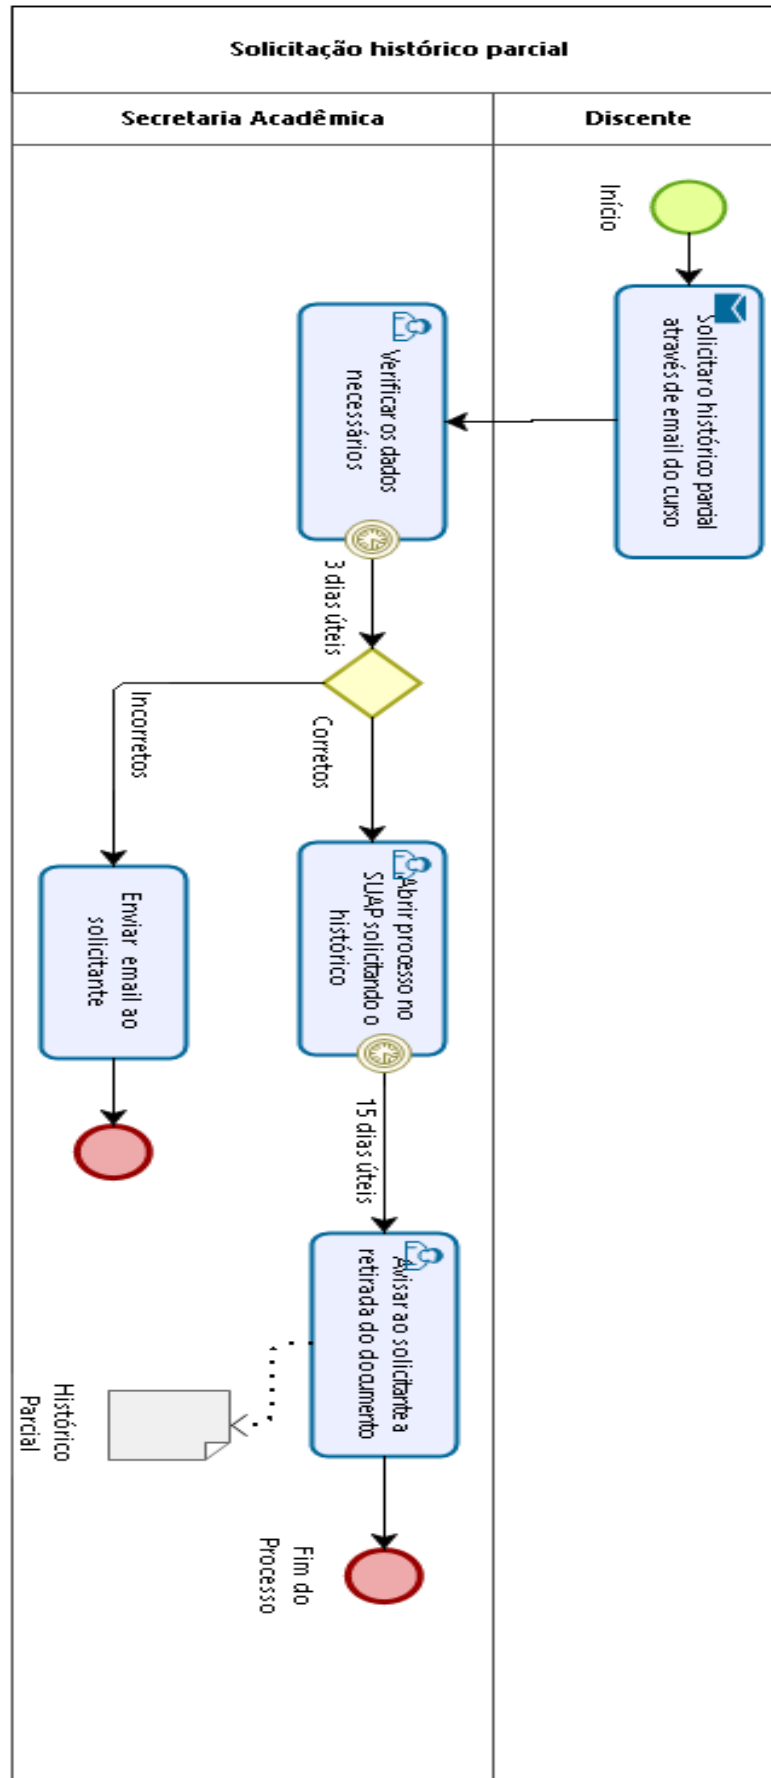 Solicitação histórico parcial
Secretaria Acadêmica
Discente
Início
Solicitar o histórico parcial
através de email do curso
Verificar os dados
necessários
3 dias úteis
Incorretos
Corretos
Enviar email ao
solicitante
Abrir processo no
SUAP solicitando o
histórico
15 dias úteis
Avisar ao solicitante a
retirada do documento
Histórico
Parcial
Fim do
Processo